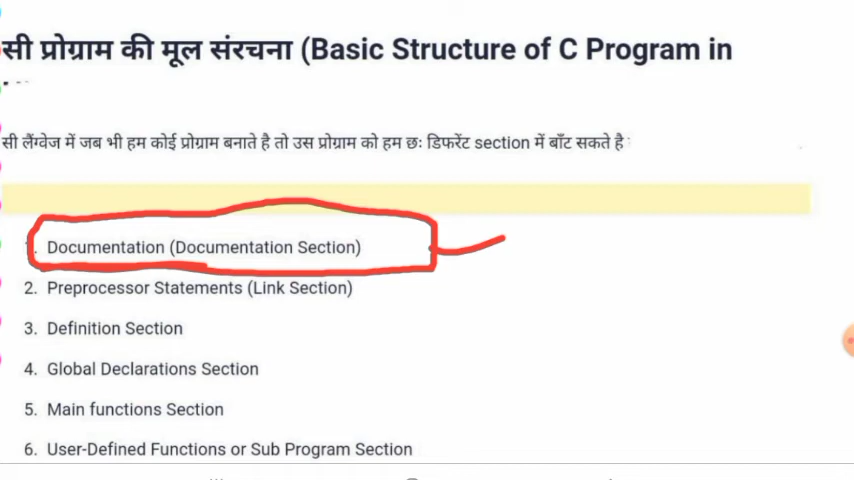 सी प्रोग्राम की मूल संरचना (Basic Structure of C Program in
सी लैंग्वेज में जब भी हम कोई प्रोग्राम बनाते है तो उस प्रोग्राम को हम छः डिफरेंट section में बाँट सकते है
1. Documentation (Documentation Section)
2. Preprocessor Statements (Link Section)
3. Definition Section
4. Global Declarations Section
5. Main functions Section
6. User-Defined Functions or Sub Program Section